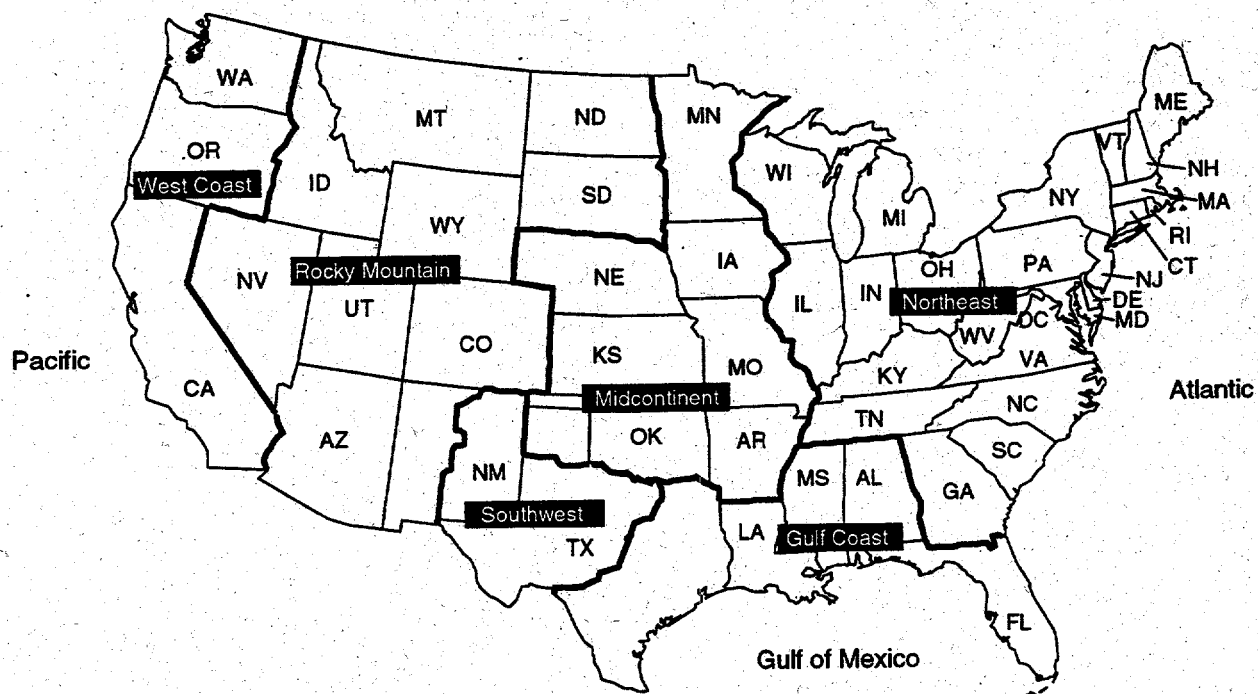 WA
MT
ND
MN
ME
VT
NH
.OR
West Coast
ID
WI
NY
MA
SD
MI
RI
WY
CT
NV
Rocky Mountain
NE
IA
OH
PA
NJ
UT
IL
IN
Northeast
DE
DC
MD
WV
CO
KS
VA
Pacific
MO
KY
CA
Midcontinent
Atlantic
NC
TN
AZ
OK
AR
SC
NM
MS
AL
GA
Southwest
LA
Gulf Coast
TX
FL
Gulf of Mexico